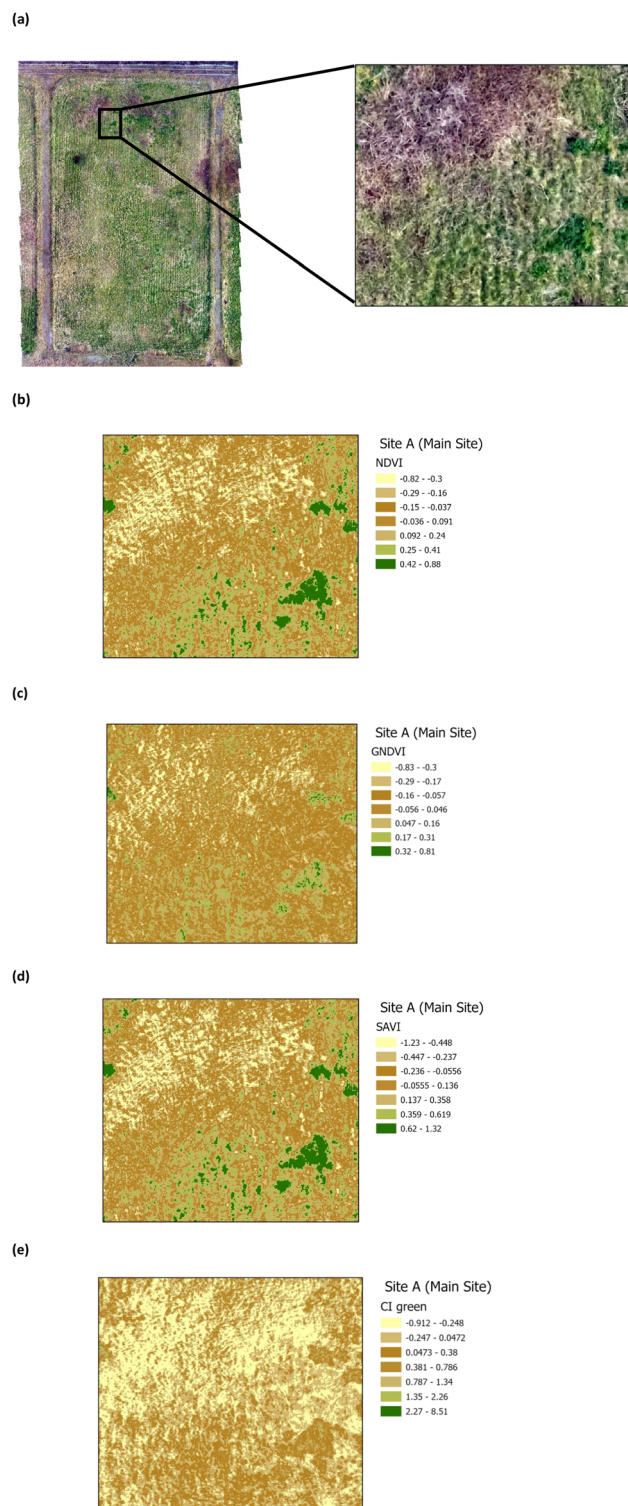 (a)
(b)
Site A (Main Site)
NDVI
-0.82 - -0.3
-0.29 - -0.16
-0.15 - -0.037
-0.036 - 0.091
0.092 - 0.24
0.25 - 0.41
0.42 - 0.88
(c)
Site A (Main Site)
GNDVI
-0.83 - -0.3
-0.29 - -0.17
-0.16 - -0.057
-0.056 - 0.046
0.047 - 0.16
0.17 - 0.31
0.32 - 0.81
(d)
Site A (Main Site)
SAVI
-1.23 - -0.448
-0.447 - -0.237
-0.236 - -0.0556
-0.0555 - 0.136
0.137 - 0.358
0.359 - 0.619
0.62 - 1.32
(e)
Site A (Main Site)
CI green
-0.912 - -0.248
-0.247 - 0.0472
0.0473 - 0.38
0.381 - 0.786
0.787 - 1.34
1.35 - 2.26
2.27 - 8.51